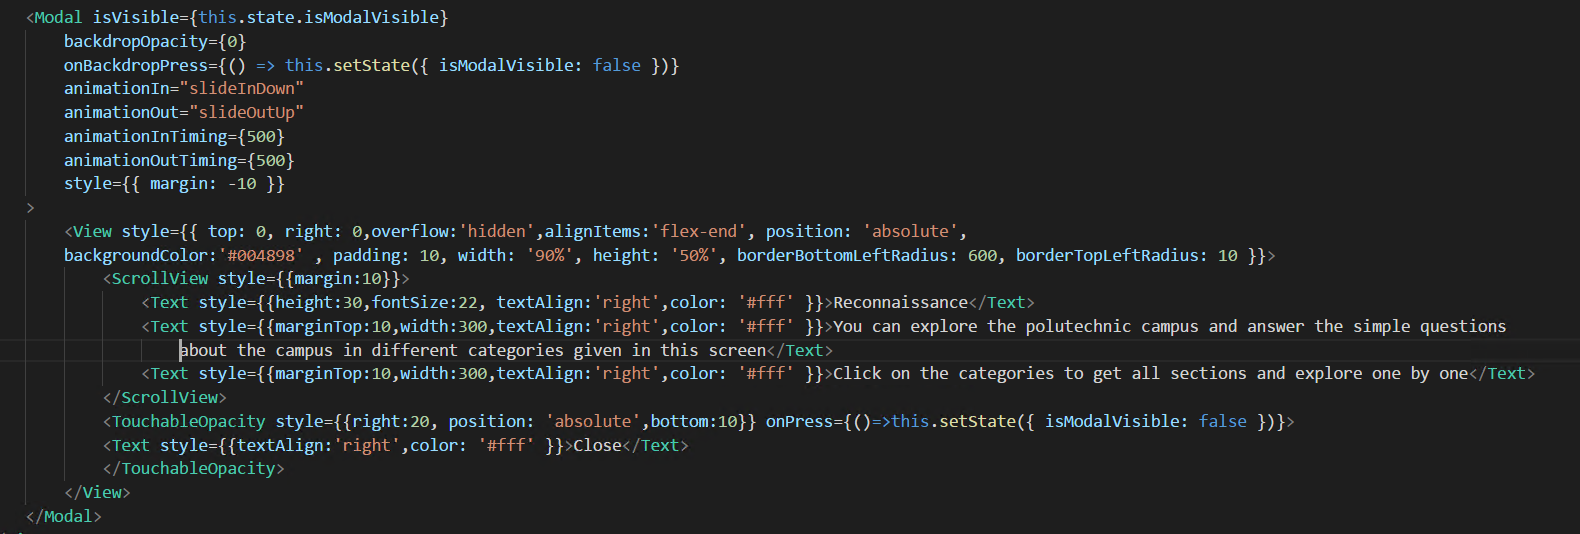 <Modal isVisible={this.state.isModalVisible}
backdropOpacity={0}
onBackdropPress={() => this.setState({ isModalVisible: false })}
animationIn="slideInDown"
animationOut="slideOutUp"
animationInTiming={500}
animationOutTiming={500}
style={{ margin: -10 }}
>
<View style={{ top: 0, right: 0,overflow:'hidden',alignItems:'flex-end', position: 'absolute',
backgroundColor:'#004898' , padding: 10, width: '90%', height: '50%', borderBottomLeftRadius: 600, borderTopLeftRadius: 10 }}>
<ScrollView style={{margin:10}}>
<Text style={{height:30,fontSize:22, textAlign:'right',color: '#fff' }}>Reconnaissance</Text>
<Text style={{marginTop:10,width:300,textAlign:'right',color: '#fff' }}>You can explore the polutechnic campus and answer the simple questions
about the campus in different categories given in this screen</Text>
<Text style={{marginTop:10,width:300,textAlign:'right',color: '#fff' }}>Click on the categories to get all sections and explore one by one</Text>
</ScrollView>
<TouchableOpacity style={{right:20, position: 'absolute',bottom:10}} onPress={()=>this.setState({ isModalVisible: false })}>
<Text style={{textAlign:'right',color: '#fff' }}>Close</Text>
</TouchableOpacity>
</View>
</Modal>